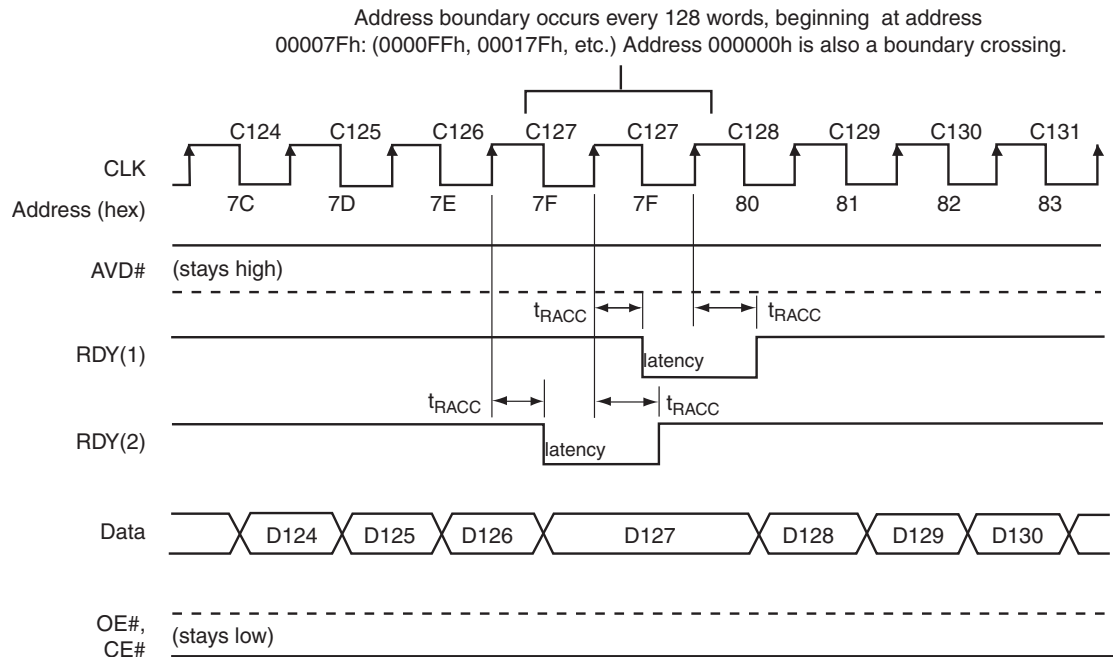 Address boundary occurs every 128 words, beginning at address
00007Fh: (0000FFh, 00017Fh, etc.) Address 000000h is also a boundary crossing.
C124 C125 C126 C127 C127 C128 C129 C130 C131
CLK
Address (hex) 7C 7D 7E 7F 7F 80 81 82 83
AVD# (stays high)
tRACC tRACC
RDY(1) latency
tRACC tRACC
RDY(2) latency
Data D124 D125 D126 D127 D128 D129 D130
OE#,
CE# (stays low)